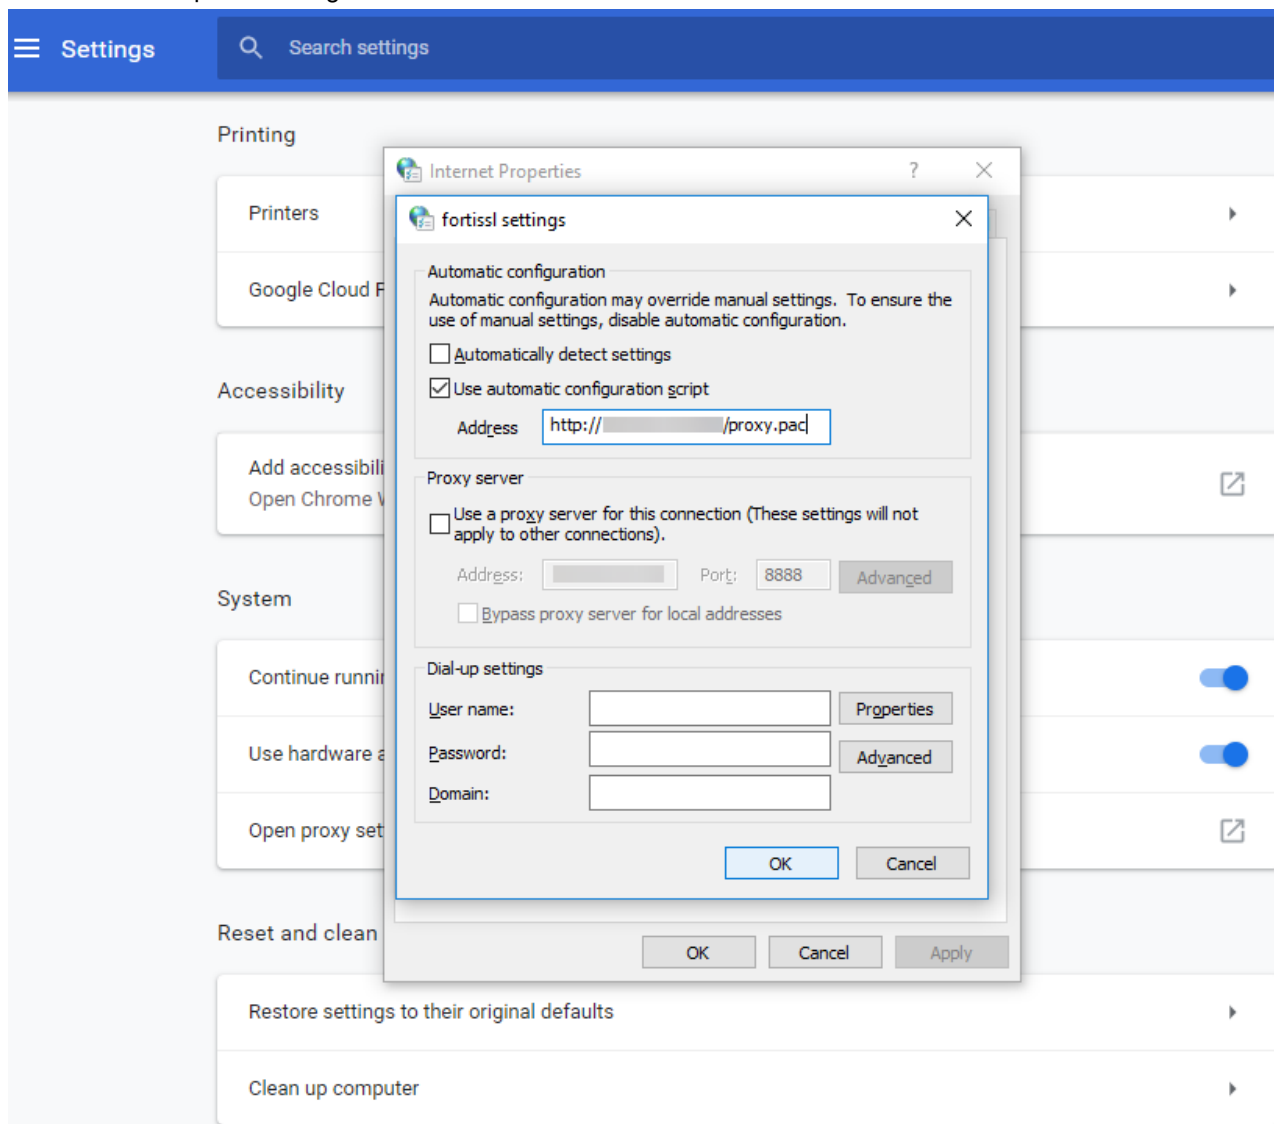 Settings
Search settings
Printing
Internet Properties
?
Printers
fortissl settings
Automatic configuration
Google Cloud
Automatic configuration may override manual settings. To ensure the
use of manual settings, disable automatic configuration.
Automatically detect settings
Accessibility
Use automatic configuration script
Address http:// /proxy.pac
Add accessibili
Proxy server
Open Chrome
Use a proxy server for this connection (These settings will not
apply to other connections).
Address: Port: 8888 Advanced
System
Bypass proxy server for local addresses
Dial-up settings
Continue runnin
User name: Properties
Use hardware a
Password: Advanced
Domain:
Open proxy set
OK Cancel
Reset and clean
OK Cancel Apply
Restore settings to their original defaults
Clean up computer